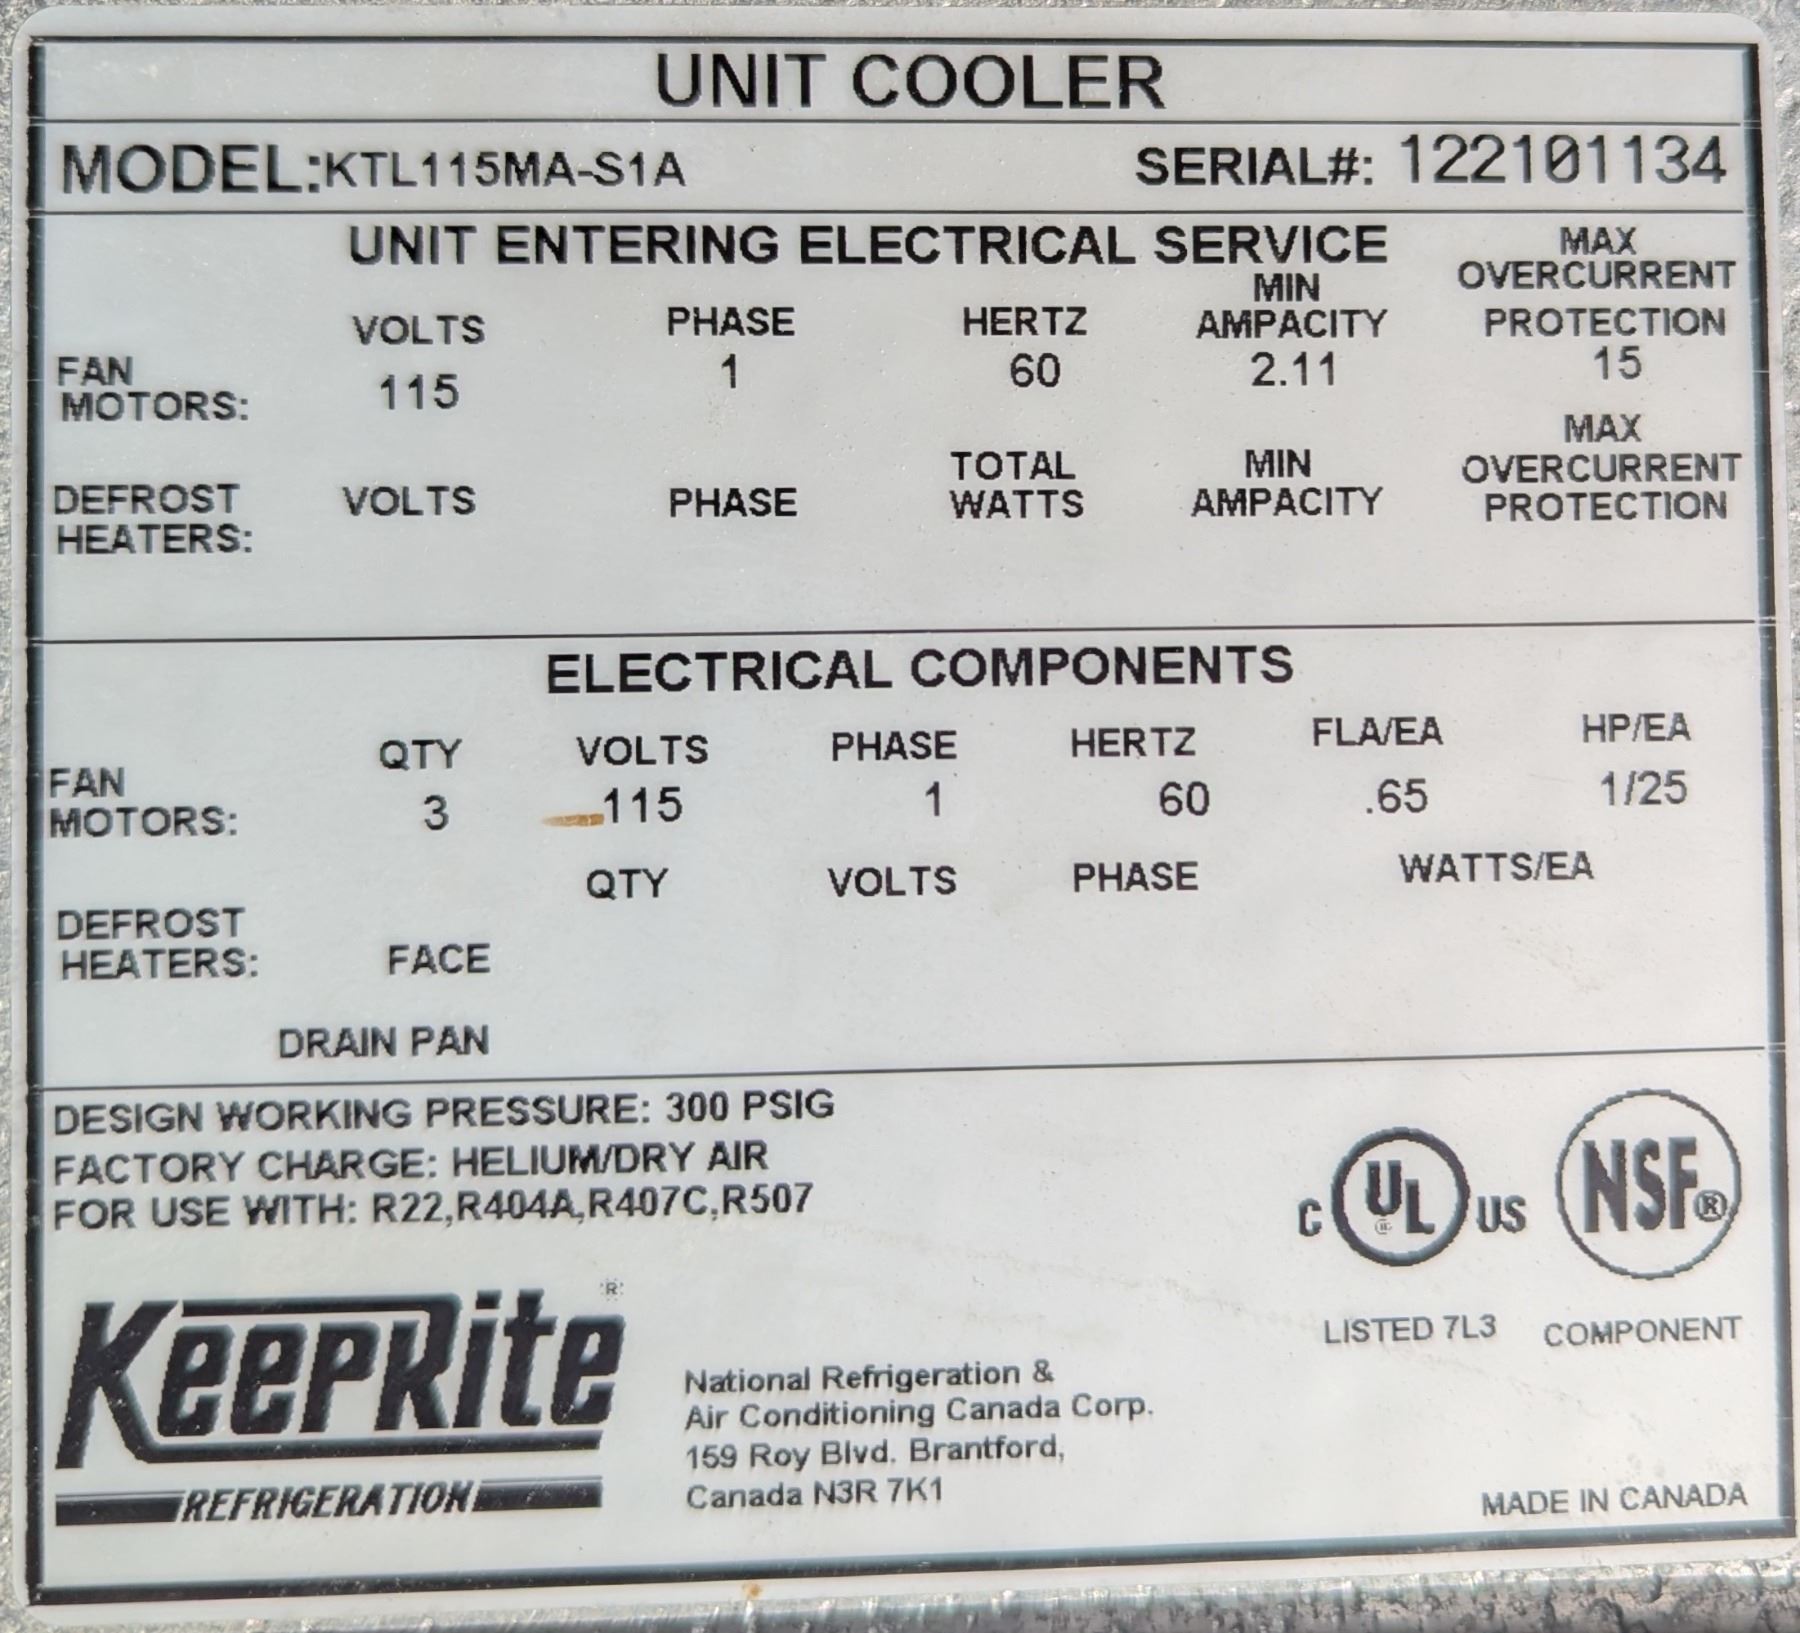 UNIT COOLER
MODEL:KTL115MA-S1A SERIAL#: 122101134
UNIT ENTERING ELECTRICAL SERVICE
VOLTS PHASE HERTZ MIN AMPACITY MAX OVERCURRENT PROTECTION
FAN MOTORS: 115 1 60 2.11 15
DEFROST HEATERS: VOLTS PHASE TOTAL WATTS MIN AMPACITY MAX OVERCURRENT PROTECTION
ELECTRICAL COMPONENTS
QTY VOLTS PHASE HERTZ FLA/EA HP/EA
FAN MOTORS: 3 115 1 60 .65 1/25
QTY VOLTS PHASE WATTS/EA
DEFROST HEATERS: FACE
DRAIN PAN
DESIGN WORKING PRESSURE: 300 PSIG
FACTORY CHARGE: HELIUM/DRY AIR
FOR USE WITH: R22,R404A,R407C,R507
C UL US NSF®
LISTED 7L3 COMPONENT
KeepRite®
REFRIGERATION
National Refrigeration &
Air Conditioning Canada Corp.
159 Roy Blvd. Brantford,
Canada N3R 7K1
MADE IN CANADA